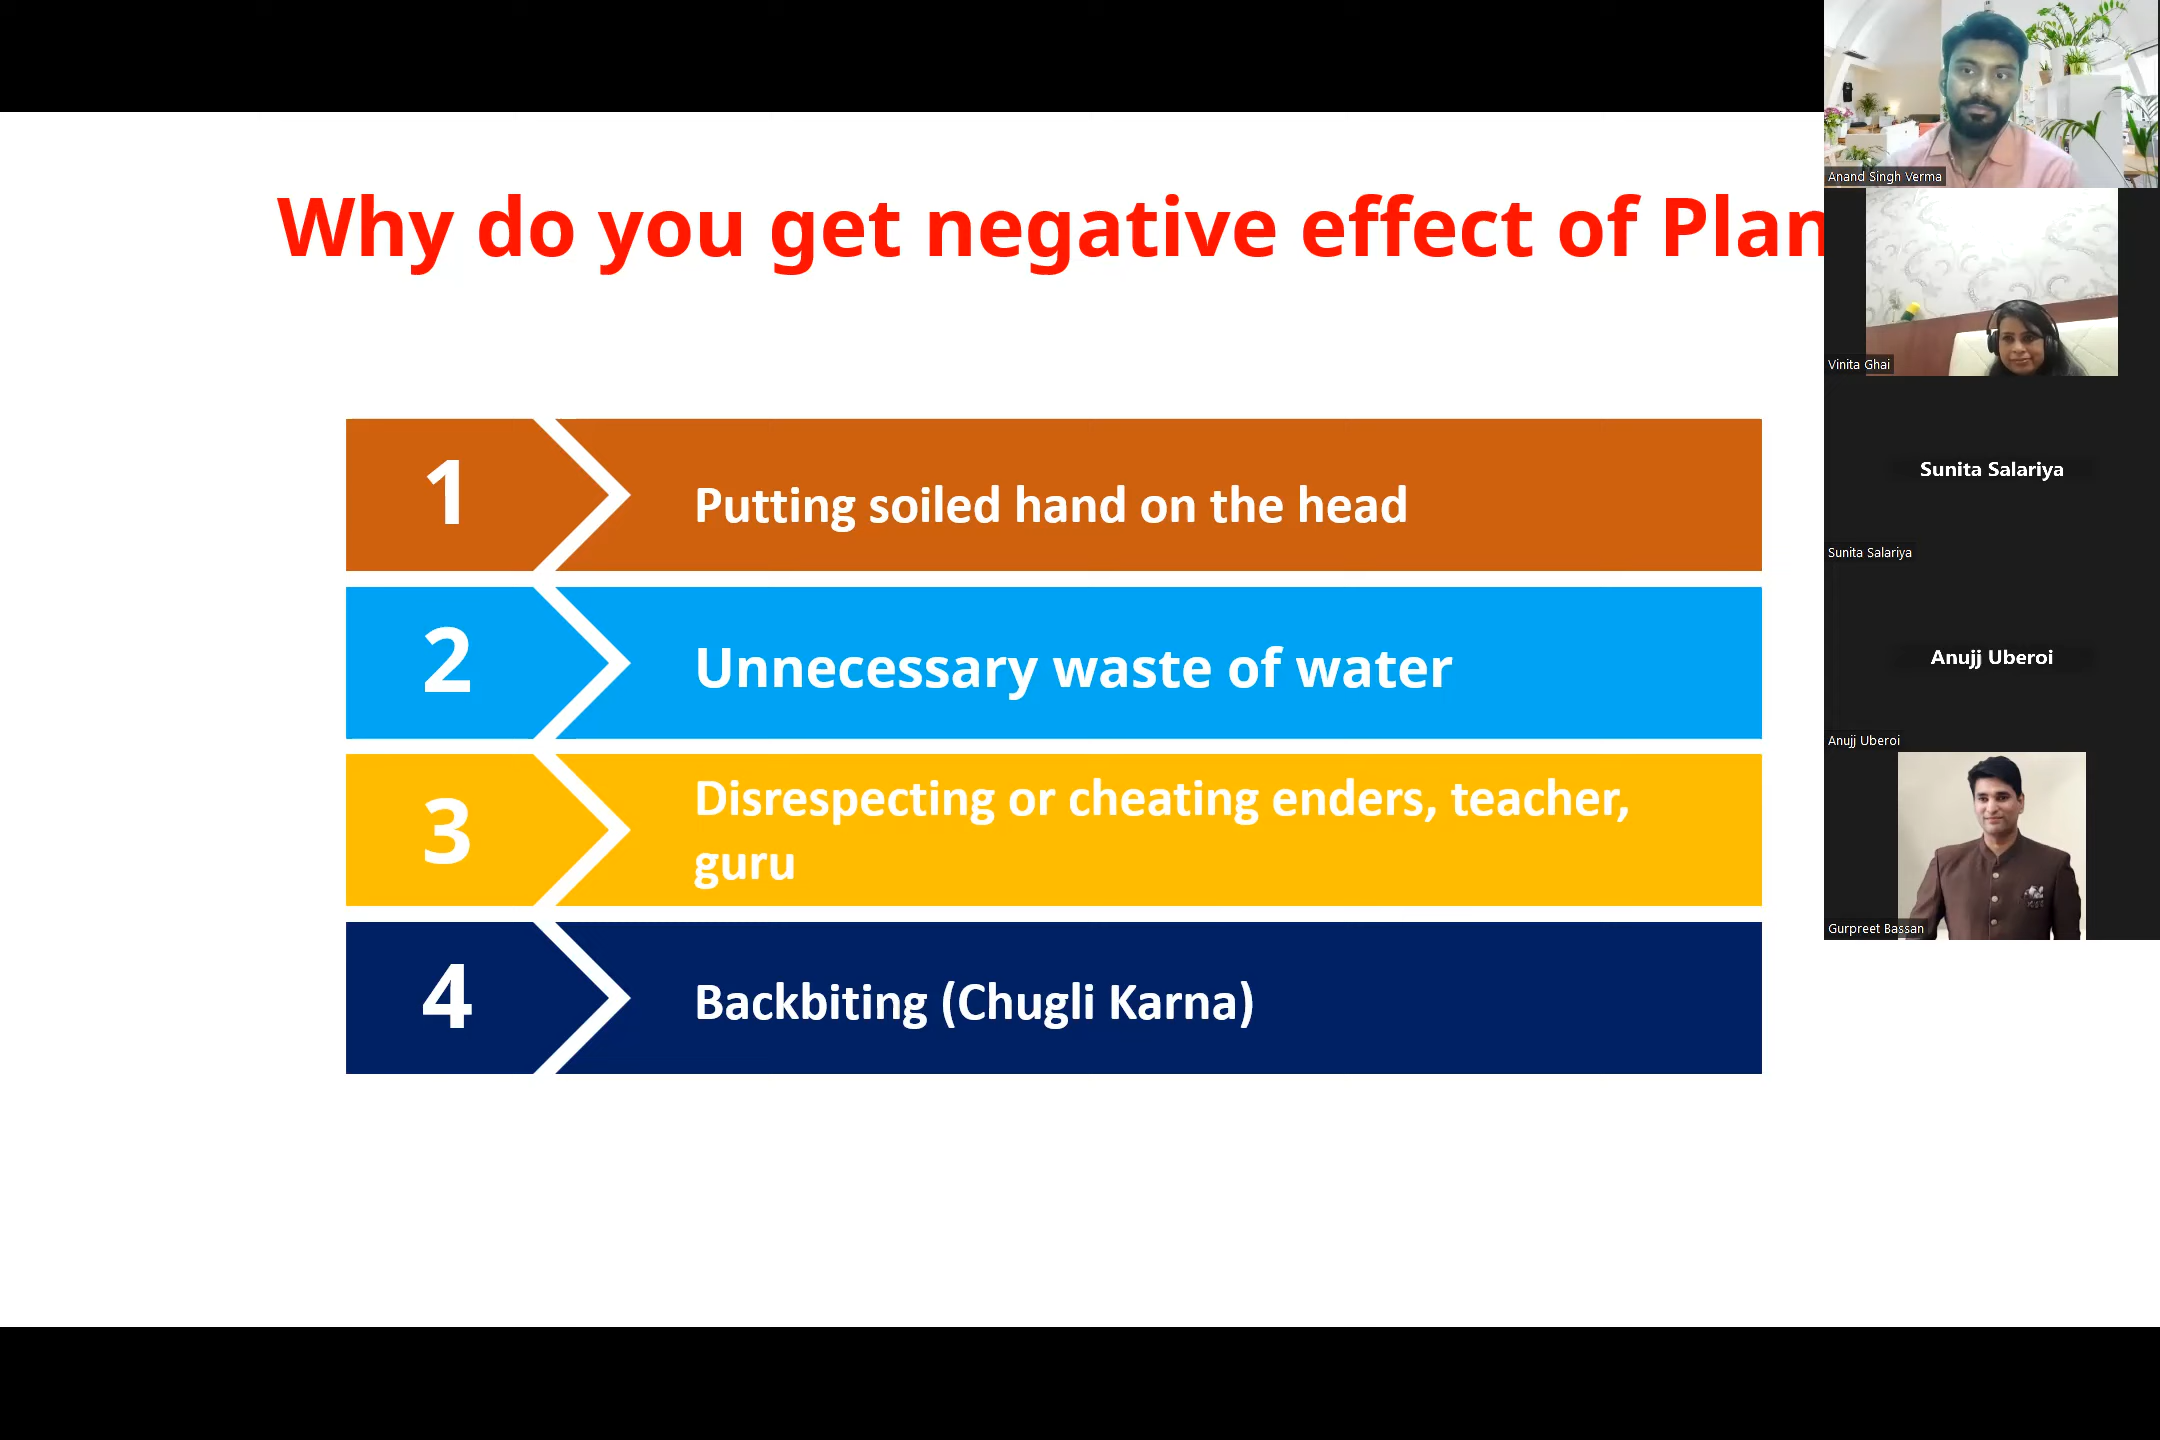 Why do you get negative effect of Plan
1
Putting soiled hand on the head
2
Unnecessary waste of water
3
Disrespecting or cheating enders, teacher,
guru
4
Backbiting (Chugli Karna)
Anand Singh Verma
Vinita Ghai
Sunita Salariya
Sunita Salariya
Anujj Uberoi
Anujj Uberoi
Gurpreet Bassan